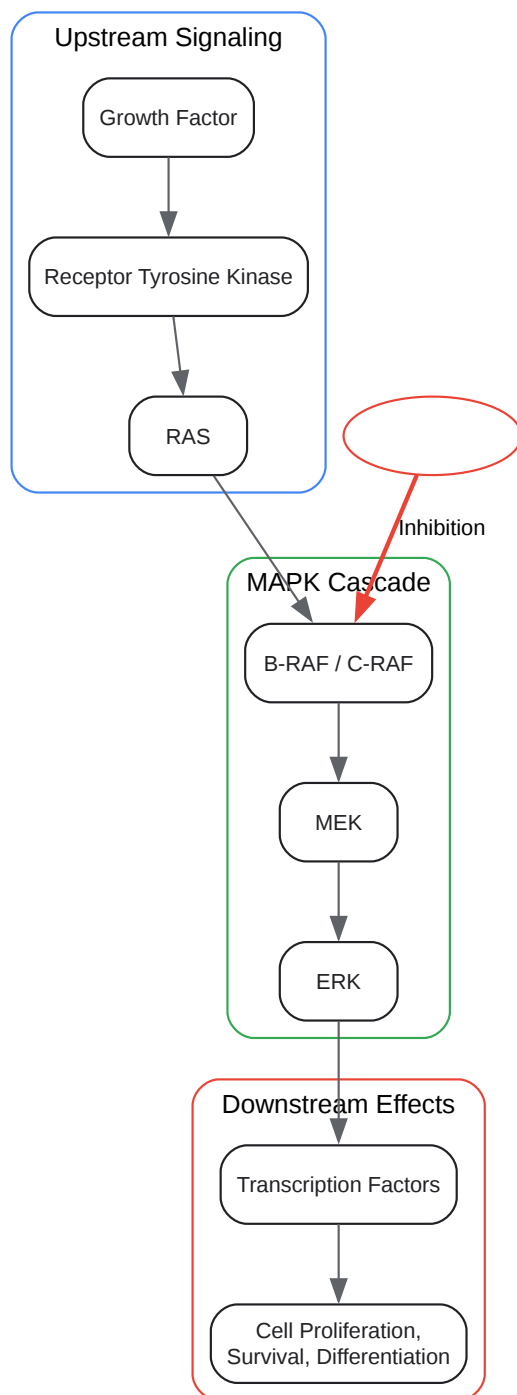 Upstream Signaling
Growth Factor
Receptor Tyrosine Kinase
RAS
Inhibition
MAPK Cascade
B-RAF / C-RAF
MEK
ERK
Downstream Effects
Transcription Factors
Cell Proliferation,
Survival, Differentiation